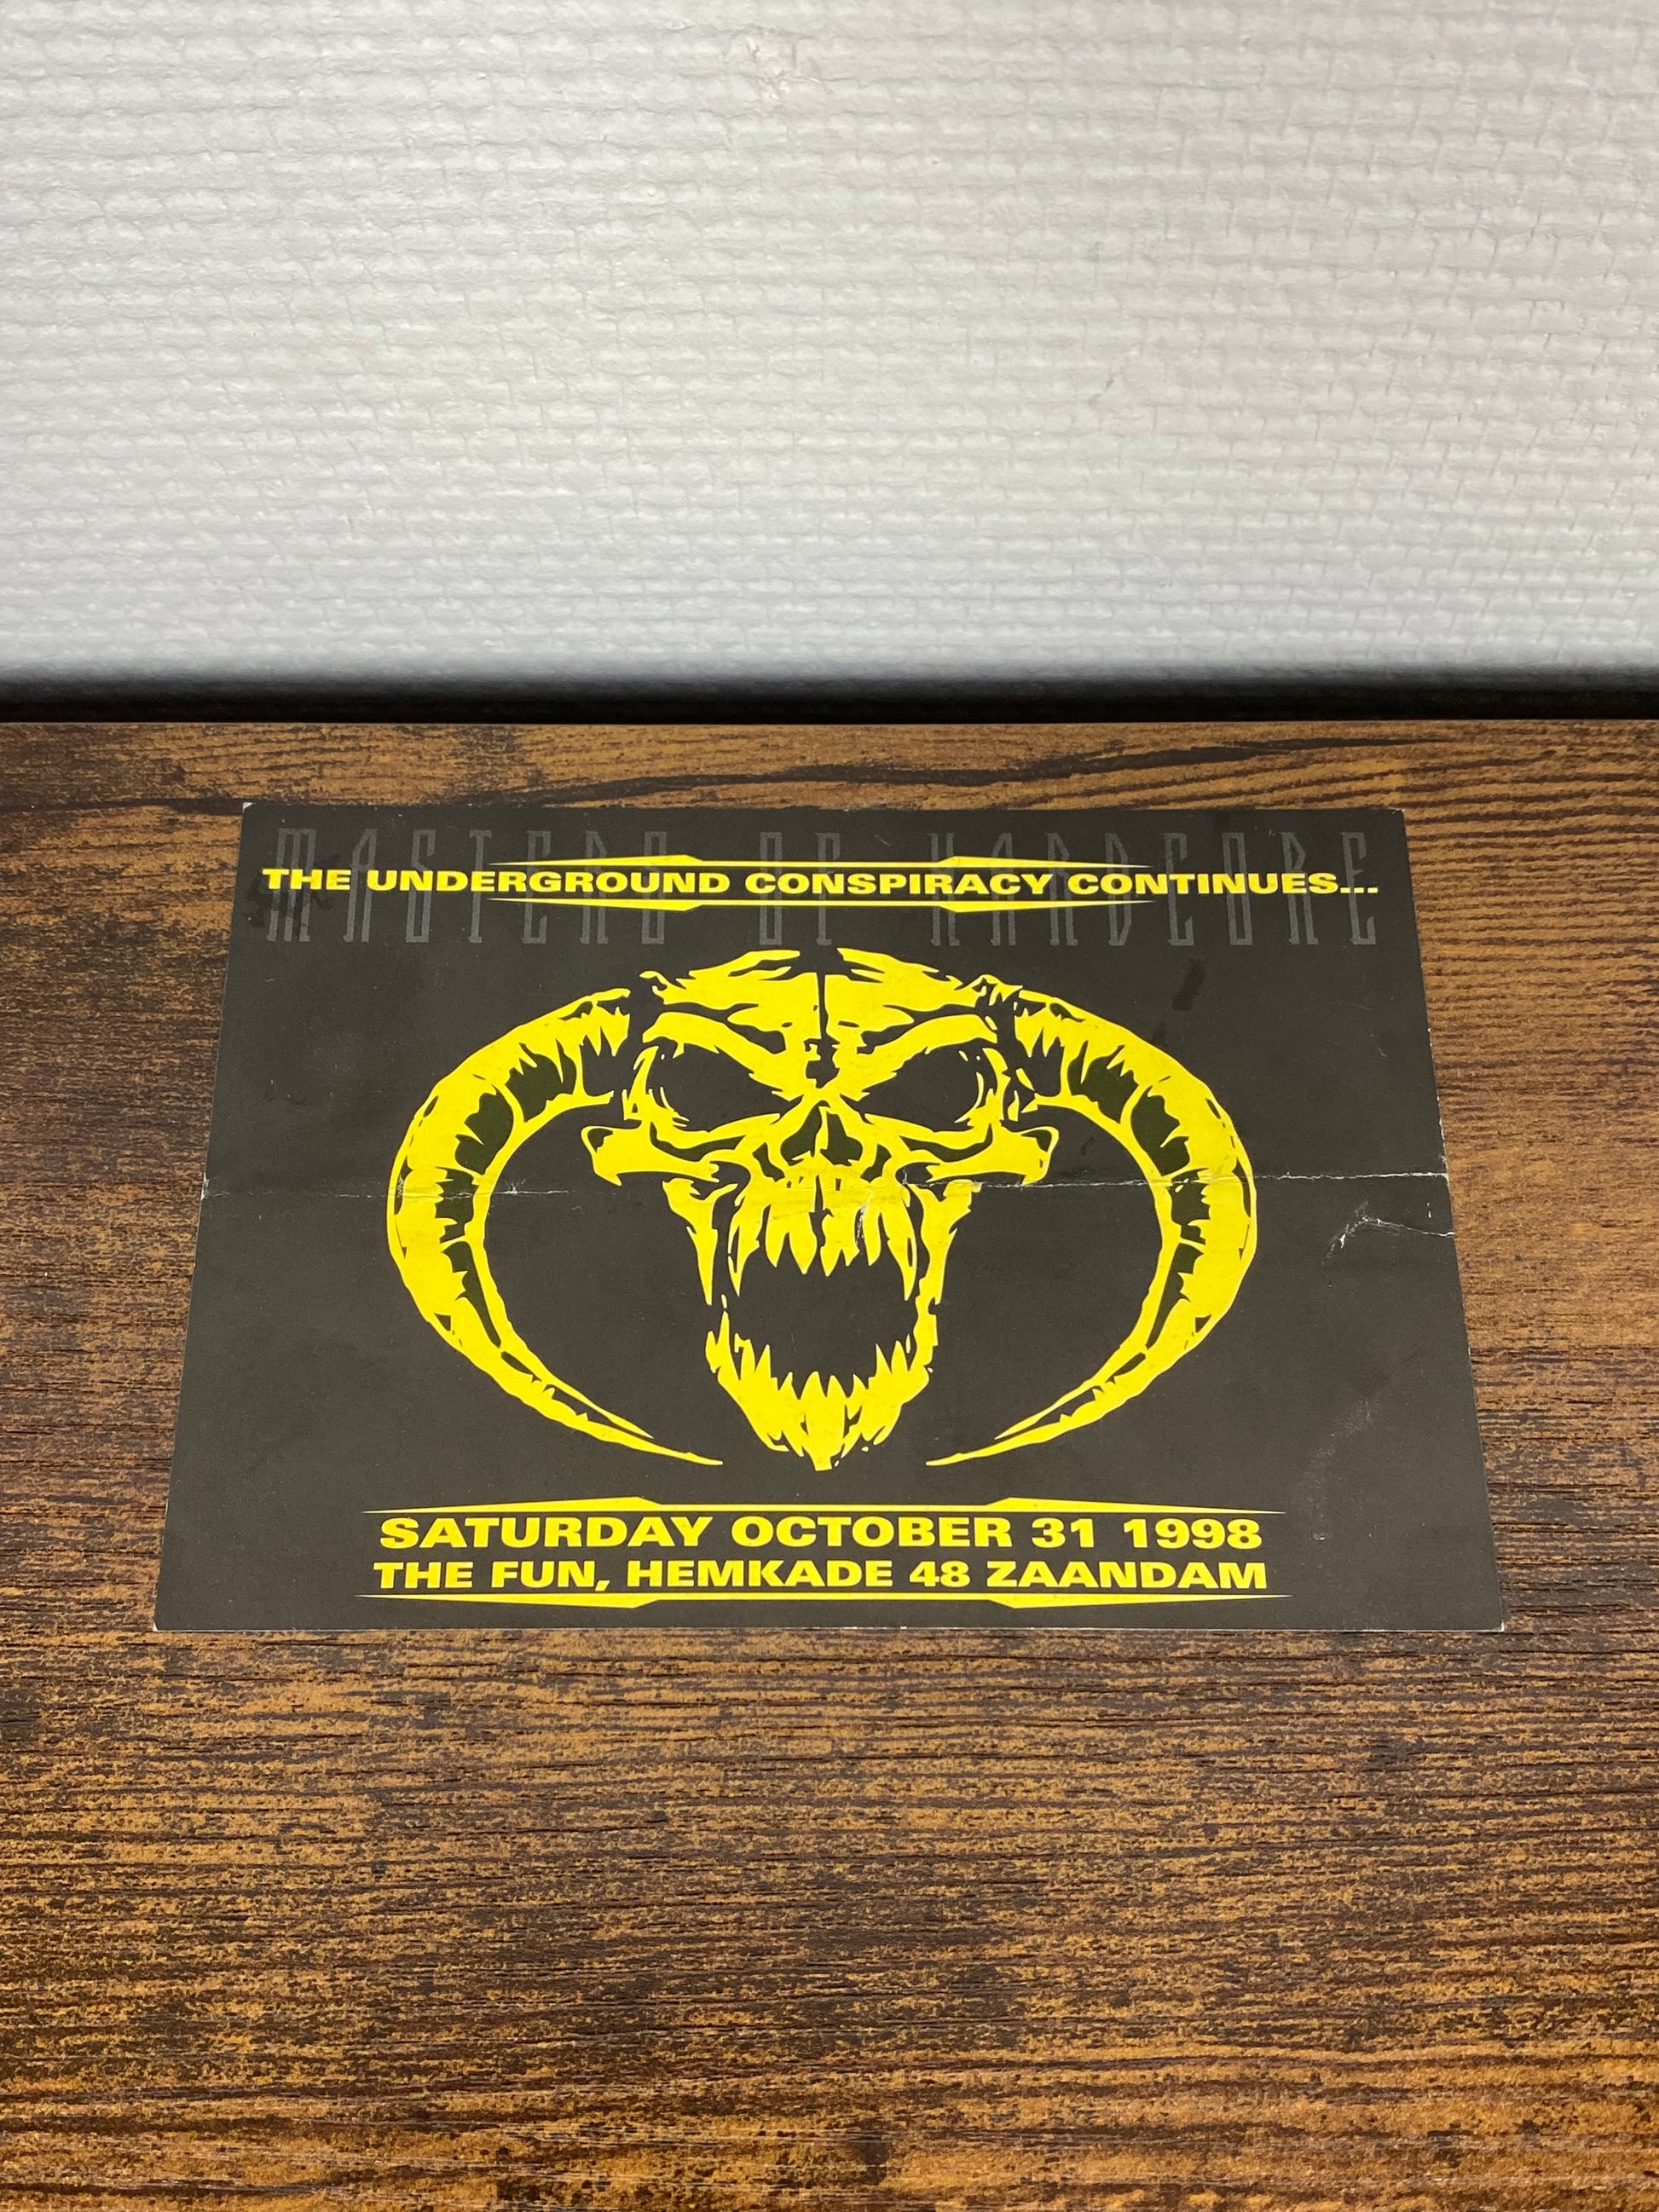 MASTERS OF HARDCORE
THE UNDERGROUND CONSPIRACY CONTINUES...
SATURDAY OCTOBER 31 1998
THE FUN, HEMKADE 48 ZAANDAM